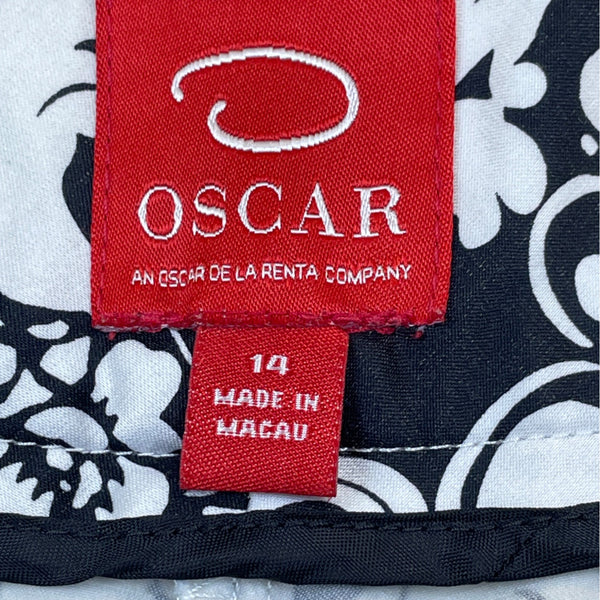 OSCAR
AN OSCAR DE LA RENTA COMPANY
14
MADE IN
MACAU